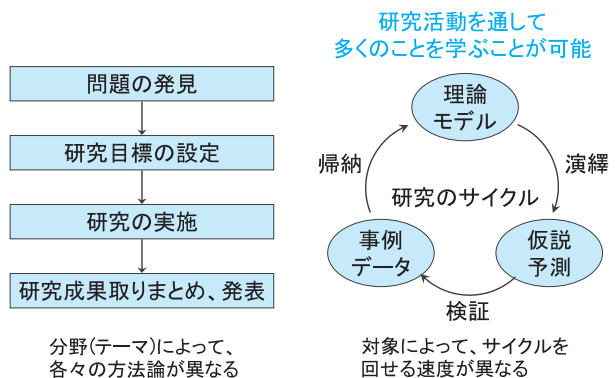 問題の発見
研究目標の設定
研究の実施
研究成果取りまとめ、発表
分野(テーマ)によって、
各々の方法論が異なる
研究活動を通して
多くのことを学ぶことが可能
理論
モデル
帰納
演繹
研究のサイクル
事例
データ
仮説
予測
検証
対象によって、サイクルを
回せる速度が異なる